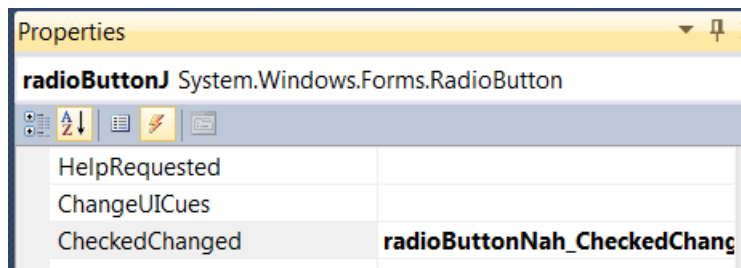 Properties
radioButtonJ System.Windows.Forms.RadioButton
HelpRequested
ChangeUICues
CheckedChanged radioButtonNah_CheckedChang